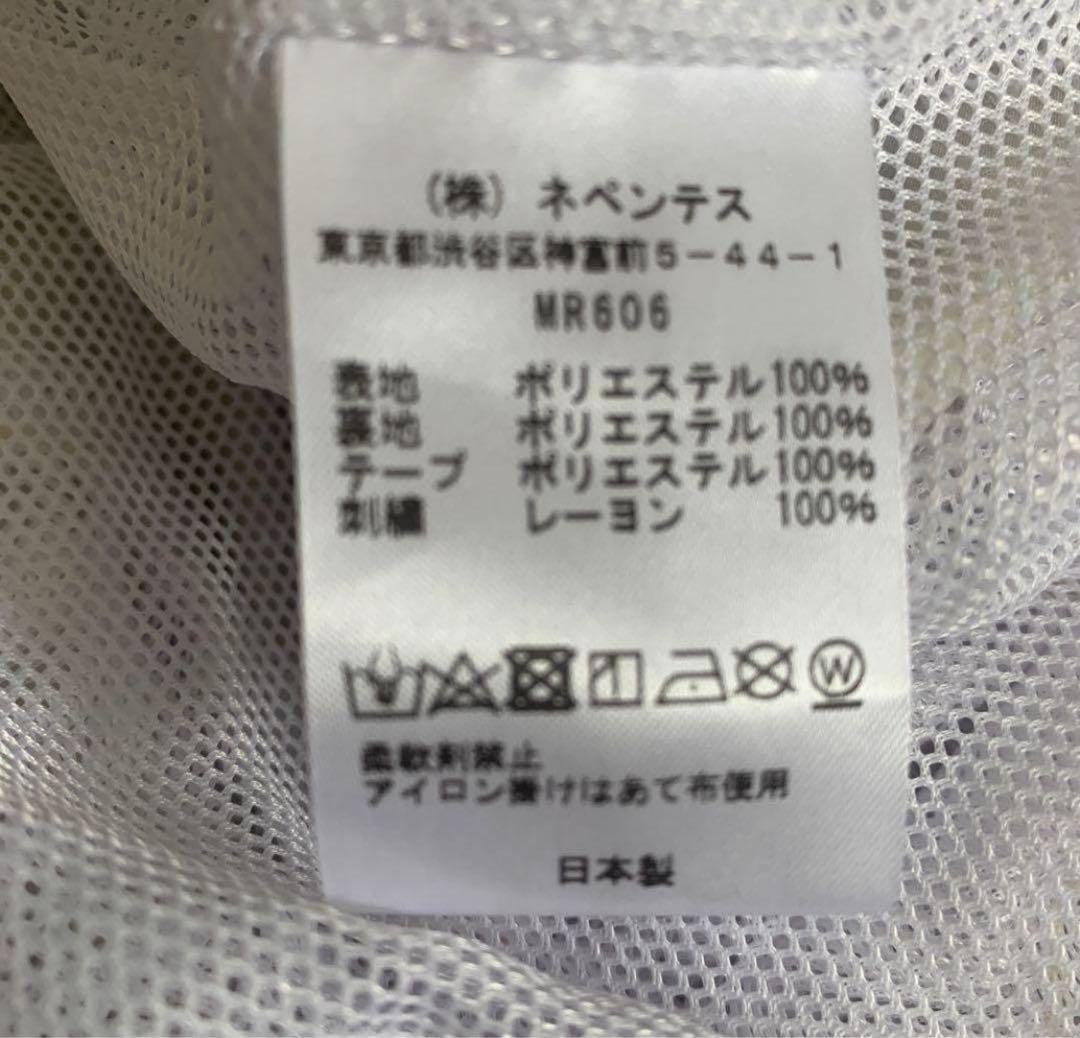 (株) ネペンテス
東京都渋谷区神宮前5-44-1
MR606
表地 ポリエステル100%
裏地 ポリエステル100%
テープ ポリエステル100%
刺繍 レーヨン 100%
W
柔軟剤禁止
アイロン掛けはあて布使用
日本製